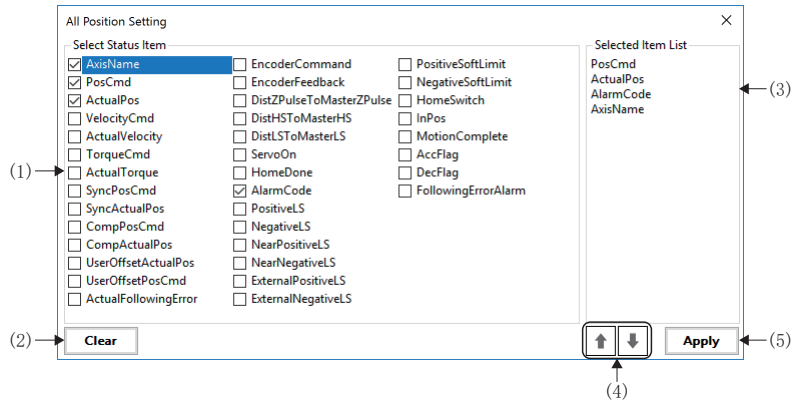 All Position Setting
Select Status Item
AxisName
PosCmd
ActualPos
VelocityCmd
ActualVelocity
TorqueCmd
ActualTorque
SyncPosCmd
SyncActualPos
CompPosCmd
CompActualPos
UserOffsetActualPos
UserOffsetPosCmd
ActualFollowingError
EncoderCommand
EncoderFeedback
DistZPulseToMasterZPulse
DistHSToMasterHS
DistLSToMasterLS
ServoOn
HomeDone
AlarmCode
PositiveLS
NegativeLS
NearPositiveLS
NearNegativeLS
ExternalPositiveLS
ExternalNegativeLS
PositiveSoftLimit
NegativeSoftLimit
HomeSwitch
InPos
MotionComplete
AccFlag
DecFlag
FollowingErrorAlarm
Selected Item List
PosCmd
ActualPos
AlarmCode
AxisName
Clear
Apply
(1)
(2)
(3)
(4)
(5)